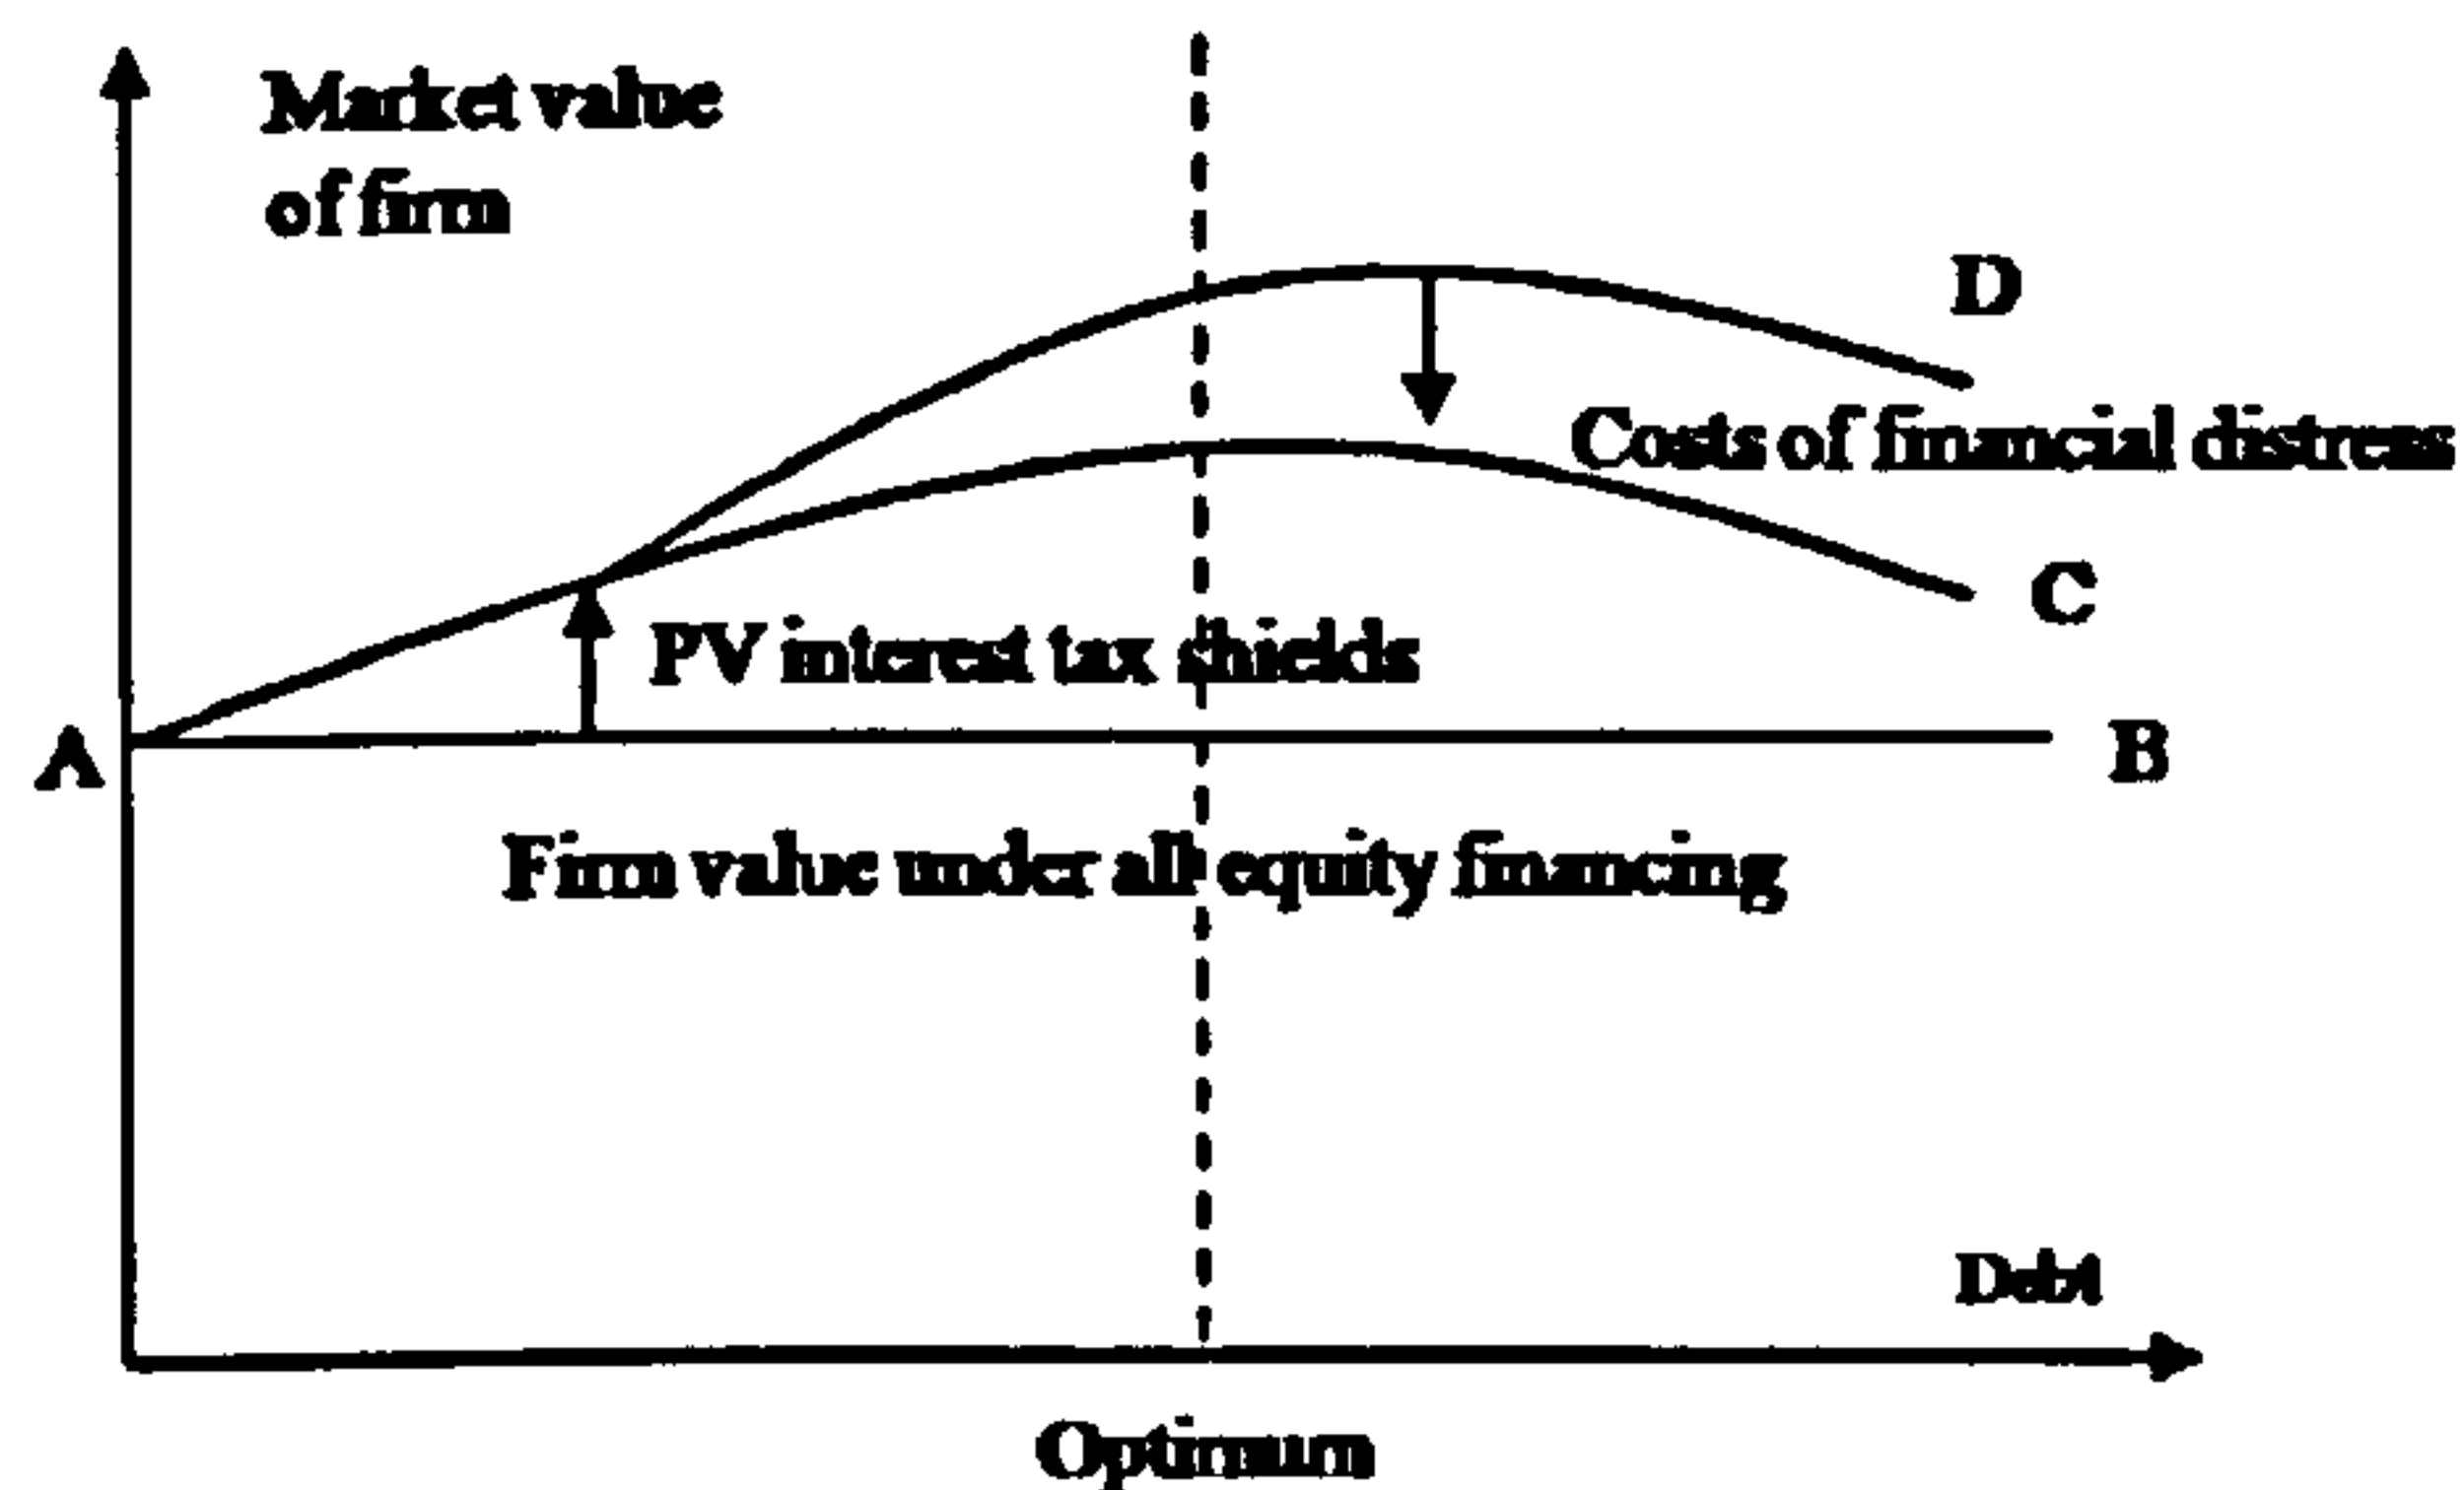 Market value
of firm
D
Costs of financial distress
C
PV interest tax shields
A
B
Firm value under all equity financing
Debt
Optimum